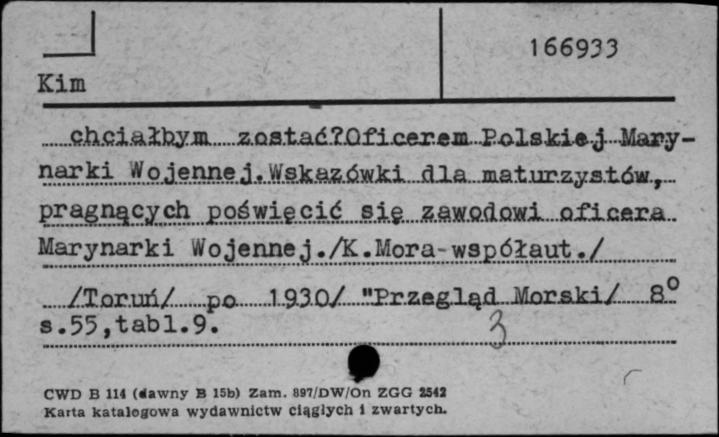 166933
Kim
chciałbym zostać?Oficerem Polskiej Mary-
narki Wojennej.Wskazówki dla maturzystów,
pragnących poświęcić się zawodowi oficera
Marynarki Wojennej./K.Mora-współaut./
/Toruń/ po 1930/ "Przegląd Morski/ 8°
s.55,tabl.9.
3
CWD B 114 (dawny B 15b) Zam. 897/DW/On ZGG 2542
Karta katalogowa wydawnictw ciągłych i zwartych.